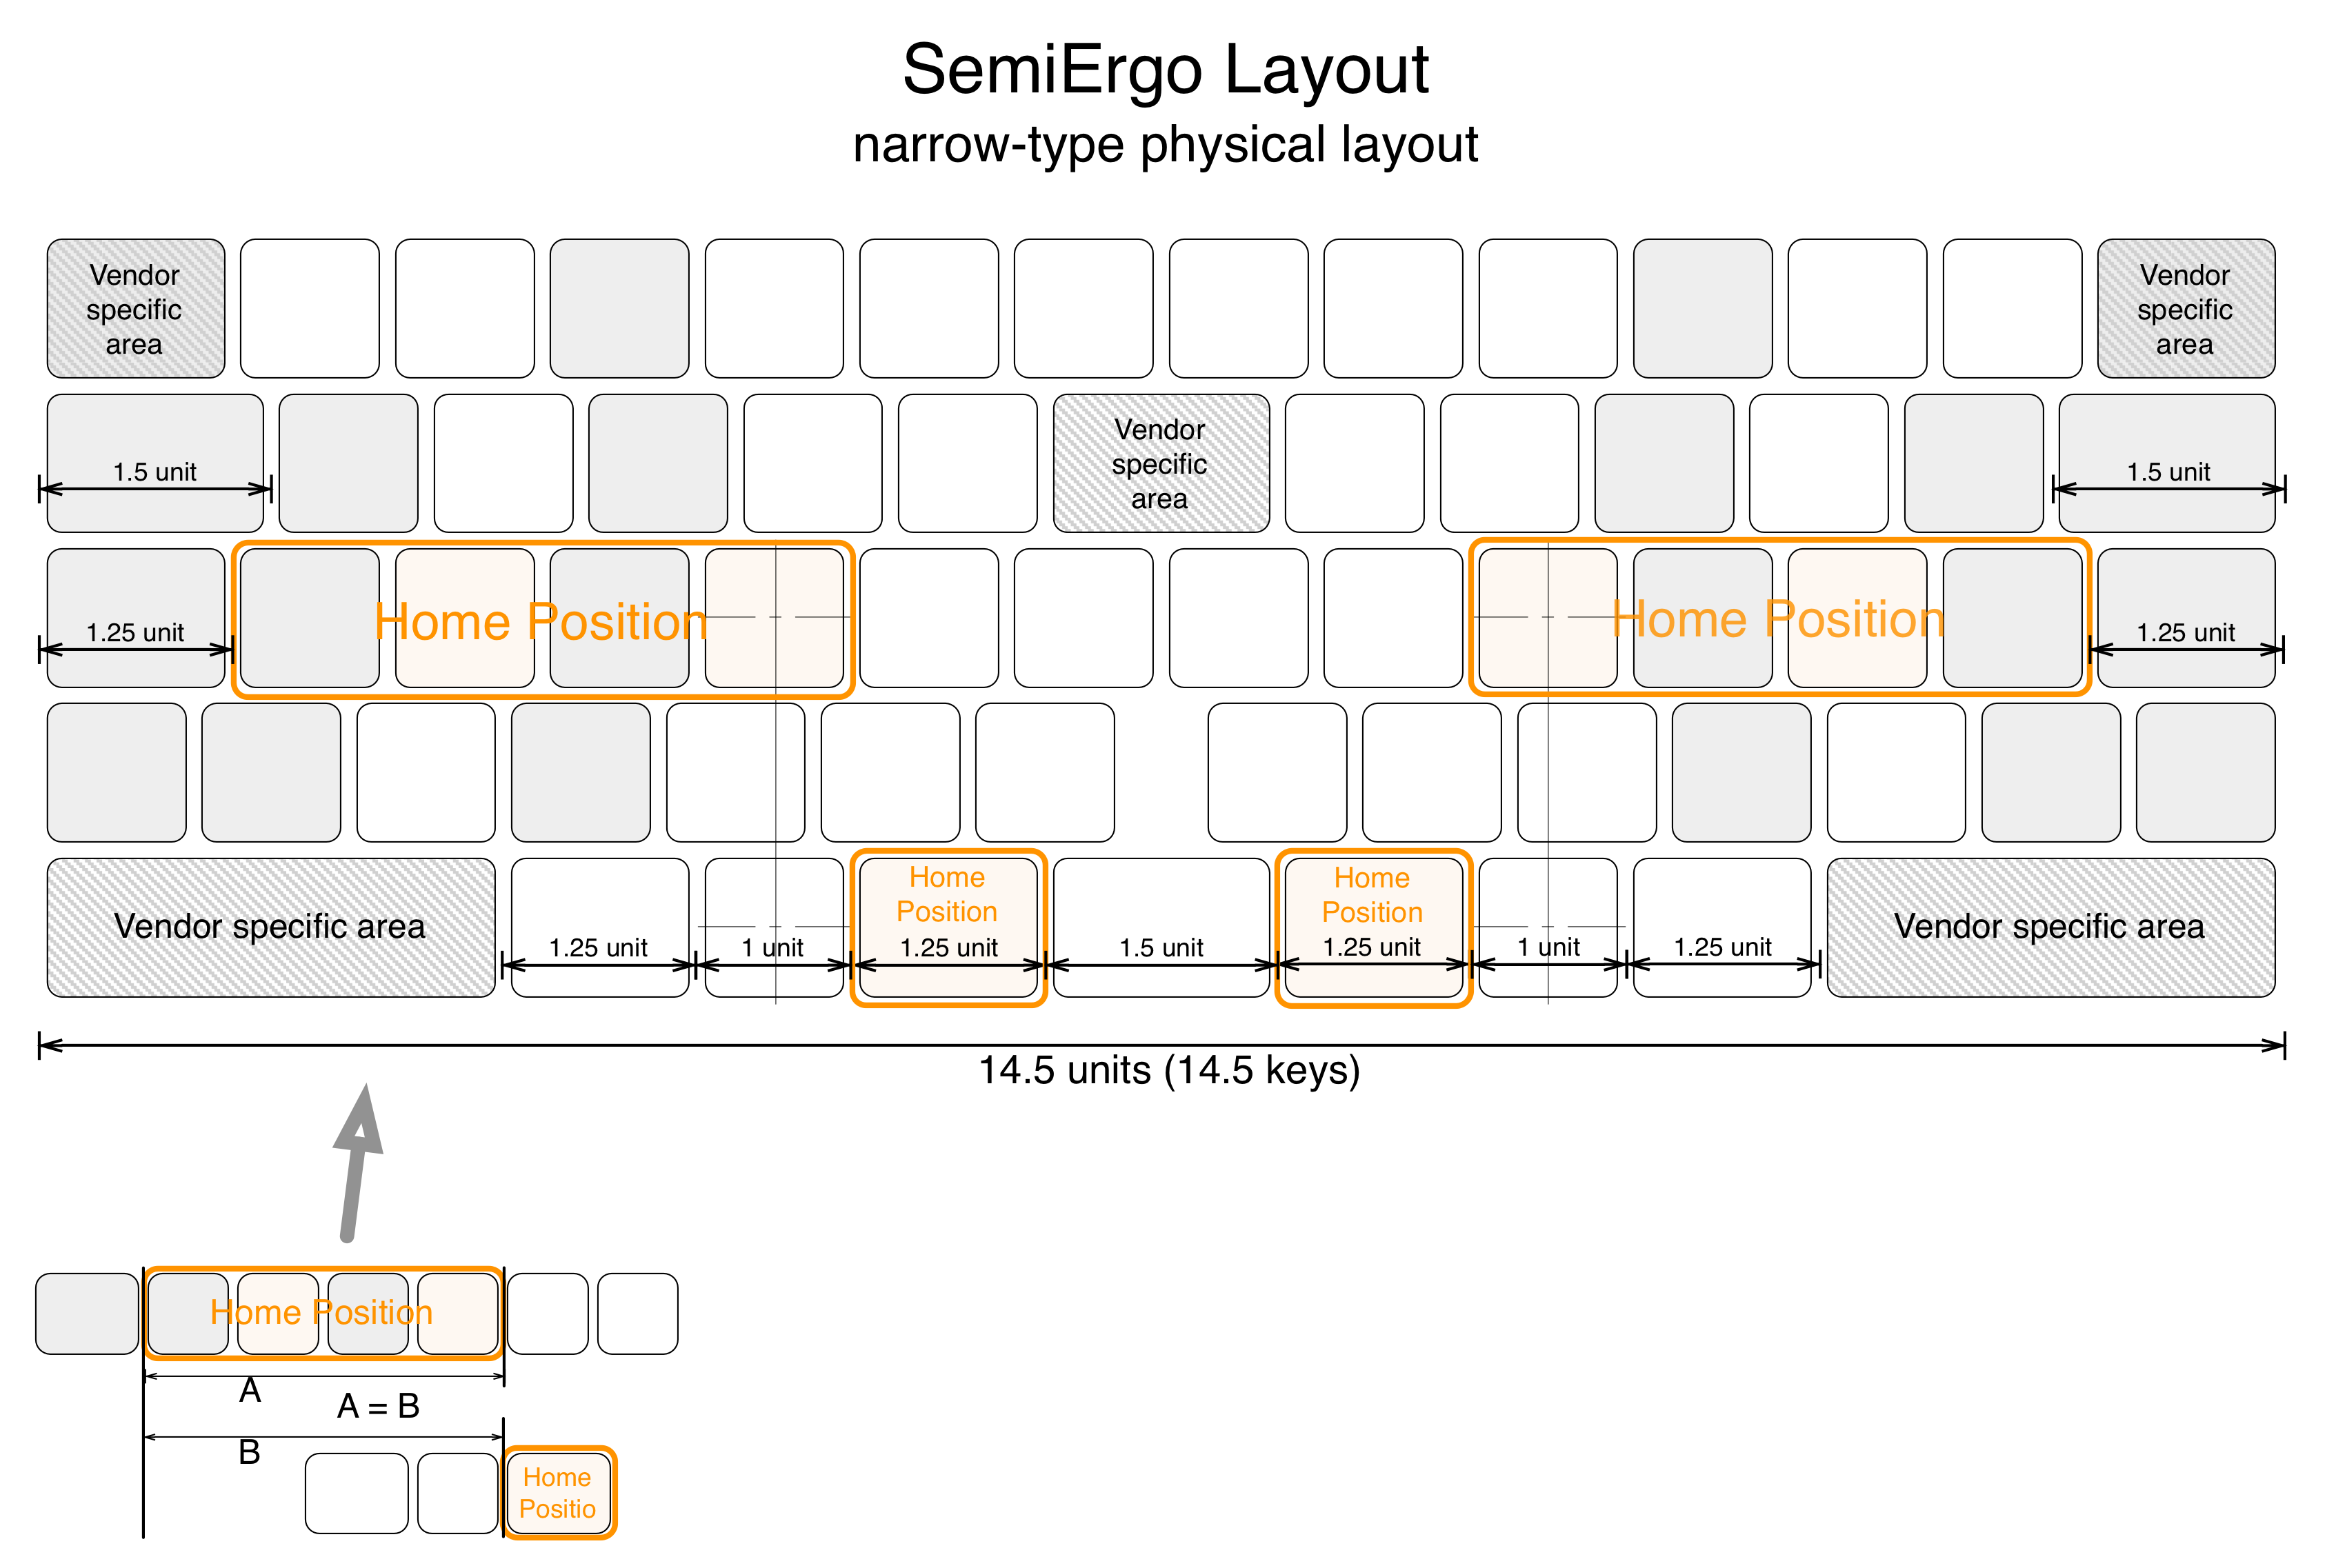 SemiErgo Layout
narrow-type physical layout
Vendor
specific
area
Vendor
specific
area
1.5 unit
Vendor
specific
area
1.5 unit
1.25 unit
Home Position
Home Position
1.25 unit
Vendor specific area
1.25 unit
1 unit
Home
Position
1.25 unit
1.5 unit
Home
Position
1.25 unit
1 unit
1.25 unit
Vendor specific area
14.5 units (14.5 keys)
Home Position
A
A = B
B
Home
Positio